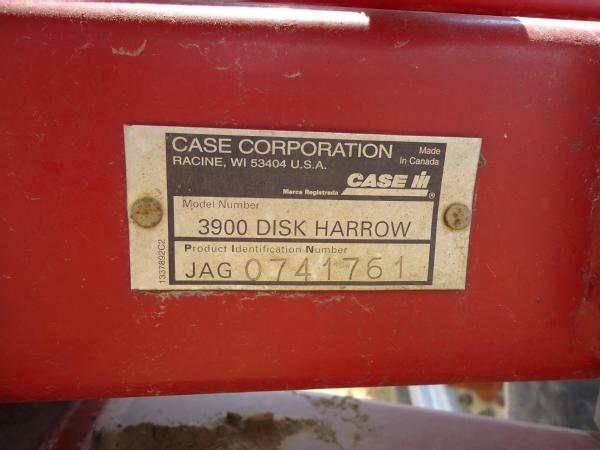 CASE CORPORATION
RACINE, WI 53404 U.S.A.
Made
In Canada
Marca Registrada
CASE IH®
Model Number
3900 DISK HARROW
Product Identification Number
JAG 0741761
1337892C2